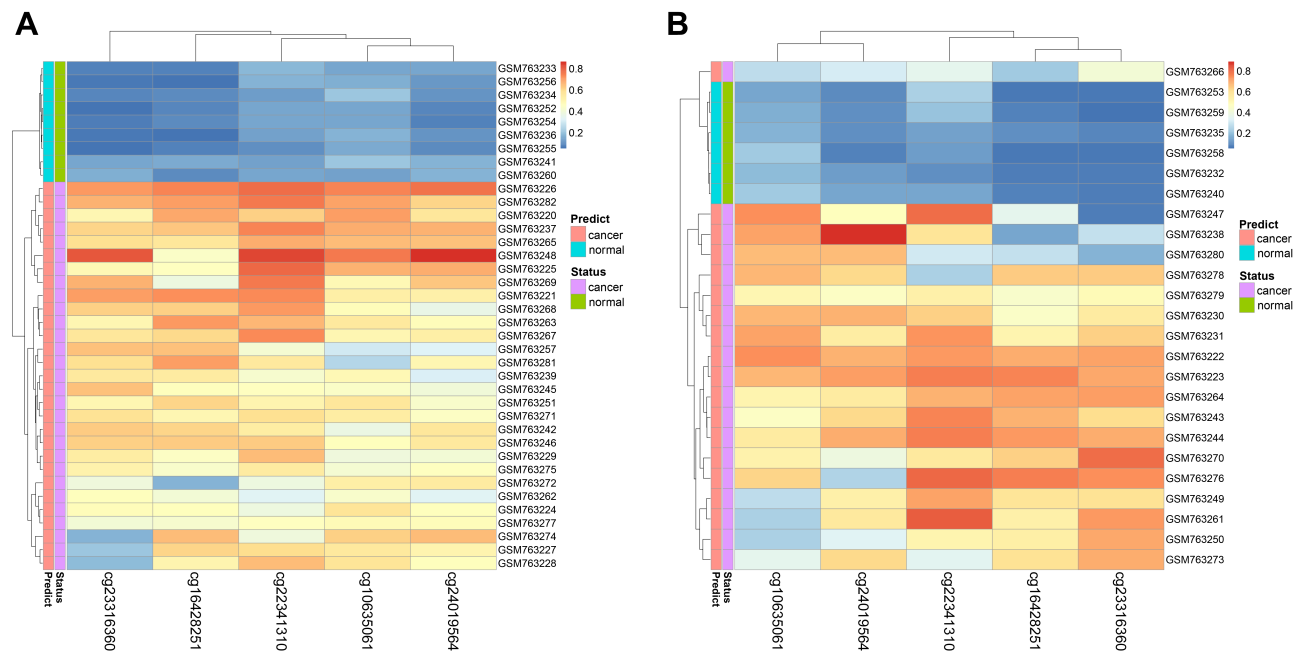 A
GSM763233
GSM763256
GSM763234
GSM763252
GSM763254
GSM763236
GSM763255
GSM763241
GSM763260
GSM763226
GSM763282
GSM763220
GSM763237
GSM763265
GSM763248
GSM763225
GSM763269
GSM763221
GSM763268
GSM763263
GSM763267
GSM763257
GSM763281
GSM763239
GSM763245
GSM763251
GSM763271
GSM763242
GSM763246
GSM763229
GSM763275
GSM763272
GSM763262
GSM763224
GSM763277
GSM763274
GSM763227
GSM763228
0.8
0.6
0.4
0.2
Predict
cancer
normal
Status
cancer
normal
Predict
Status
cg23316360
cg16428251
cg22341310
cg10635061
cg24019564
B
GSM763266
GSM763253
GSM763259
GSM763235
GSM763258
GSM763232
GSM763240
GSM763247
GSM763238
GSM763280
GSM763278
GSM763279
GSM763230
GSM763231
GSM763222
GSM763223
GSM763264
GSM763243
GSM763244
GSM763270
GSM763276
GSM763249
GSM763261
GSM763250
GSM763273
0.8
0.6
0.4
0.2
Predict
cancer
normal
Status
cancer
normal
Predict
Status
cg10635061
cg24019564
cg22341310
cg16428251
cg23316360